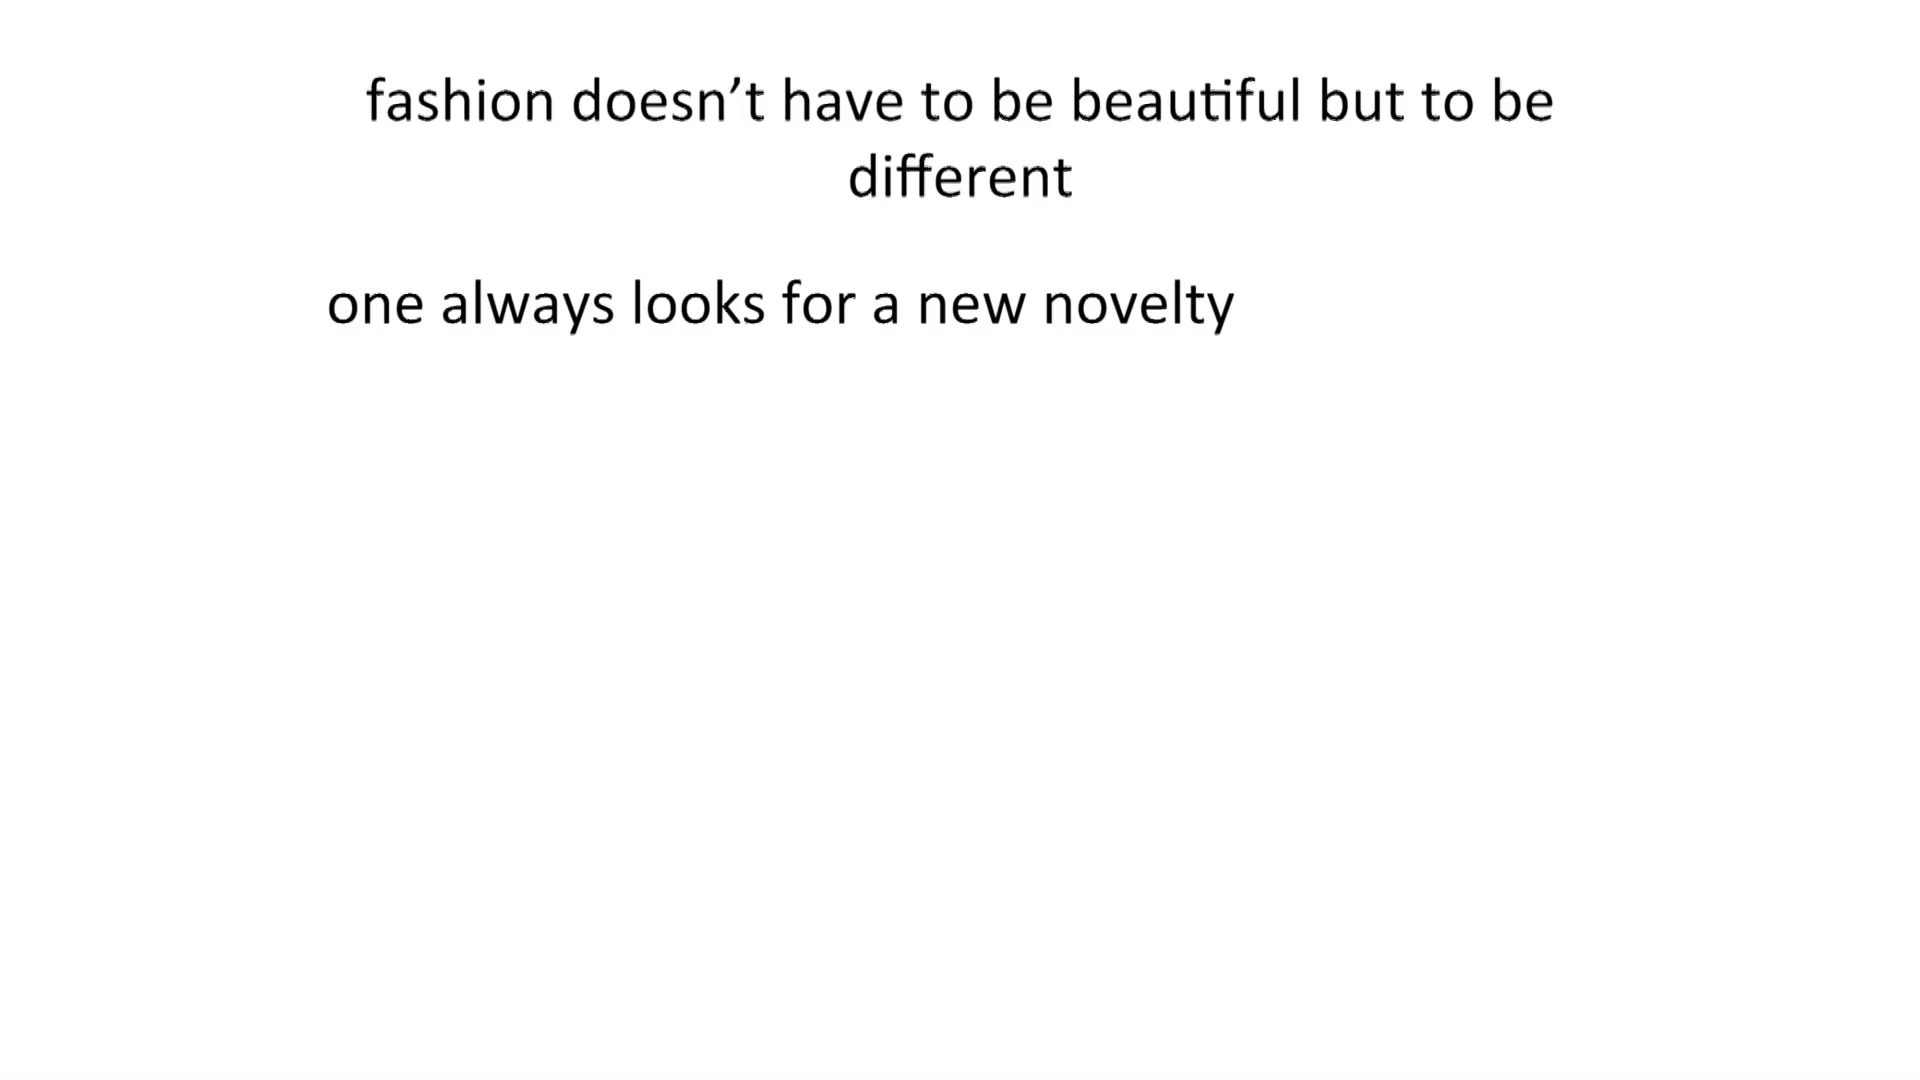 fashion doesn’t have to be beautiful but to be
different
one always looks for a new novelty